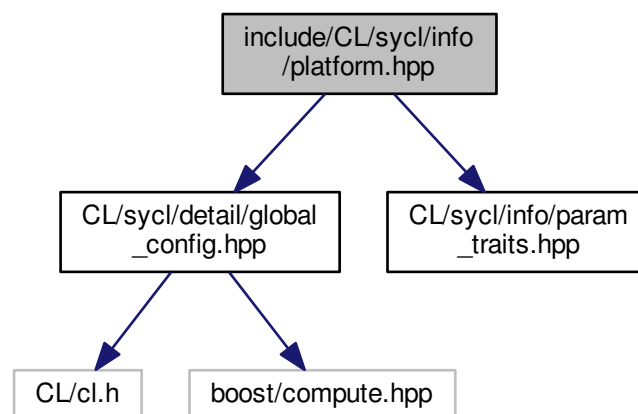 include/CL/sycl/info
/platform.hpp
CL/sycl/detail/global
_config.hpp
CL/sycl/info/param
_traits.hpp
CL/cl.h
boost/compute.hpp